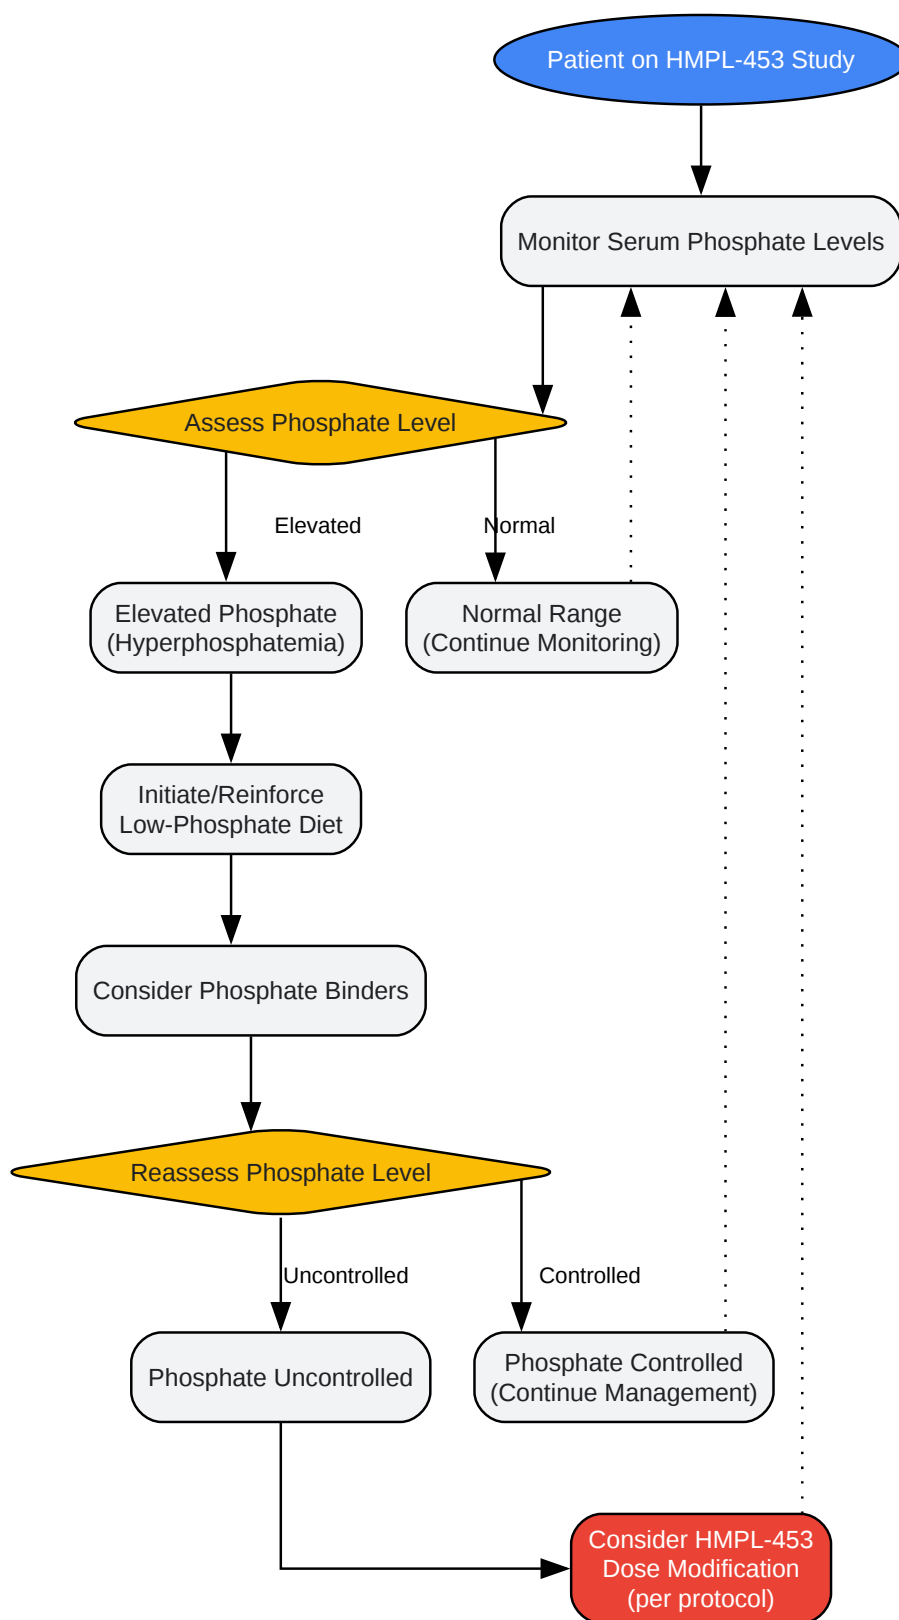 Patient on HMPL-453 Study
Monitor Serum Phosphate Levels
Assess Phosphate Level
Elevated
Normal
Elevated Phosphate
(Hyperphosphatemia)
Normal Range
(Continue Monitoring)
Initiate/Reinforce
Low-Phosphate Diet
Consider Phosphate Binders
Reassess Phosphate Level
Uncontrolled
Controlled
Phosphate Uncontrolled
Phosphate Controlled
(Continue Management)
Consider HMPL-453
Dose Modification
(per protocol)